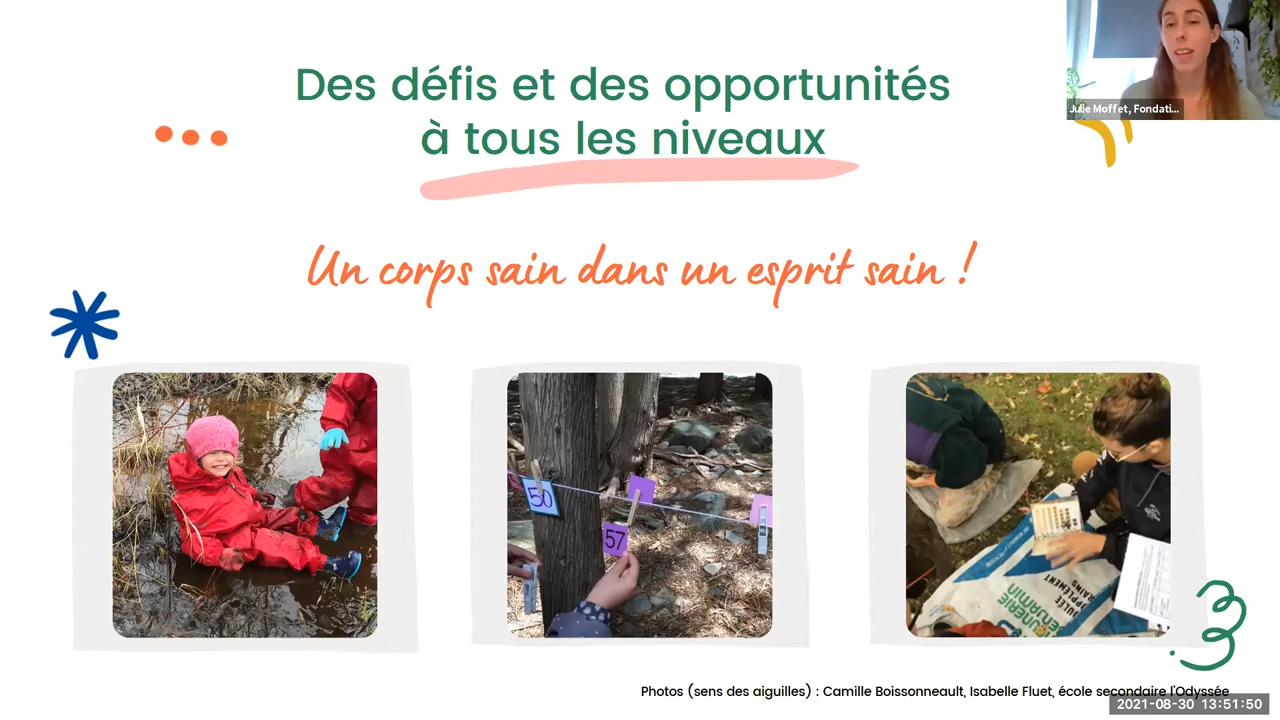 Julie Moffet, Fondati...
Des défis et des opportunités
à tous les niveaux
Un corps sain dans un esprit sain !
50
57
Photos (sens des aiguilles) : Camille Boissonneault, Isabelle Fluet, école secondaire l'Odyssée
2021-08-30 13:51:50